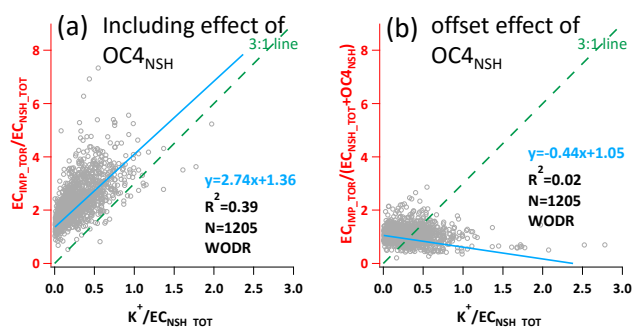 (a) Including effect of
OC4NSH
3:1 line
ECIMP_TOR/ECNSH_TOT
8
6
4
2
0
y=2.74x+1.36
R2=0.39
N=1205
WODR
0.0 0.5 1.0 1.5 2.0 2.5 3.0
K+/ECNSH_TOT
(b) offset effect of
OC4NSH
3:1 line
ECIMP_TOR/(ECNSH_TOT+OC4NSH)
8
6
4
2
0
y=-0.44x+1.05
R2=0.02
N=1205
WODR
0.0 0.5 1.0 1.5 2.0 2.5 3.0
K+/ECNSH_TOT